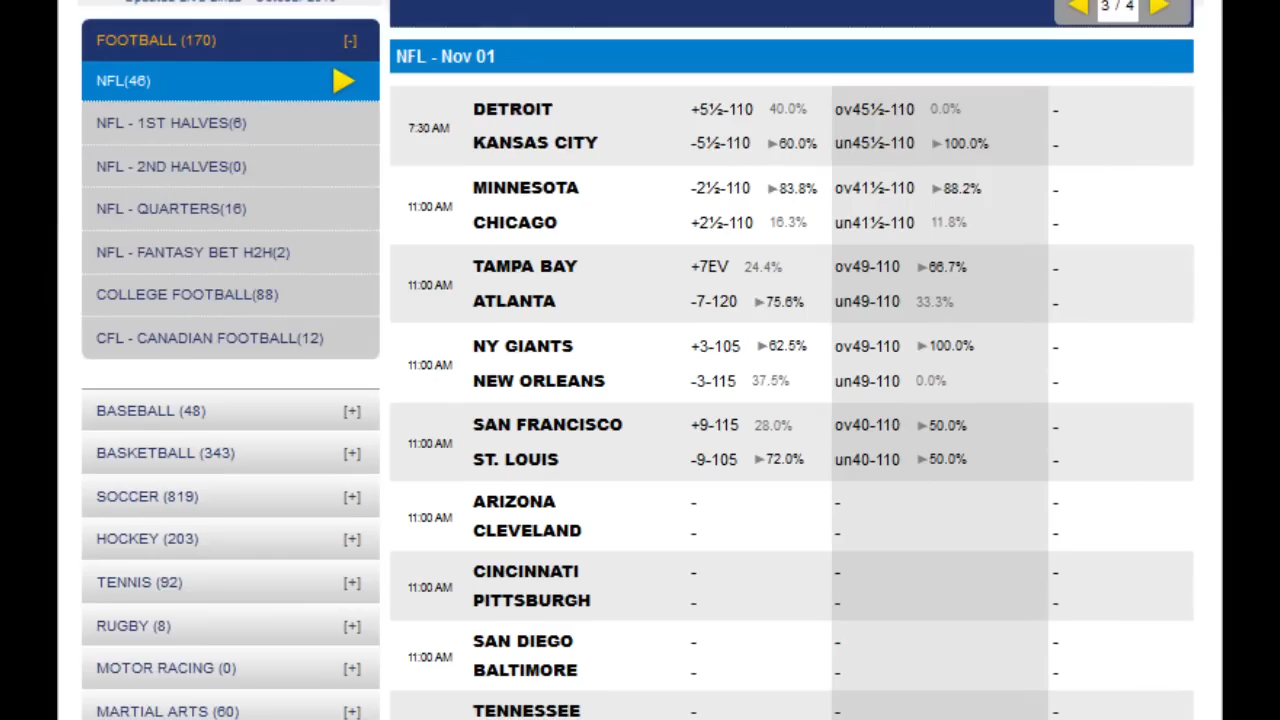 3 / 4
FOOTBALL (170) [-]
NFL(46)
NFL - 1ST HALVES(6)
NFL - 2ND HALVES(0)
NFL - QUARTERS(16)
NFL - FANTASY BET H2H(2)
COLLEGE FOOTBALL(88)
CFL - CANADIAN FOOTBALL(12)
BASEBALL (48) [+]
BASKETBALL (343) [+]
SOCCER (819) [+]
HOCKEY (203) [+]
TENNIS (92) [+]
RUGBY (8) [+]
MOTOR RACING (0) [+]
MARTIAL ARTS (60) [+]
NFL - Nov 01
7:30 AM
DETROIT +5½-110 40.0% ov45½-110 0.0% -
KANSAS CITY -5½-110 ▶60.0% un45½-110 ▶100.0% -
11:00 AM
MINNESOTA -2½-110 ▶83.8% ov41½-110 ▶88.2% -
CHICAGO +2½-110 16.3% un41½-110 11.8% -
11:00 AM
TAMPA BAY +7EV 24.4% ov49-110 ▶66.7% -
ATLANTA -7-120 ▶75.6% un49-110 33.3% -
11:00 AM
NY GIANTS +3-105 ▶62.5% ov49-110 ▶100.0% -
NEW ORLEANS -3-115 37.5% un49-110 0.0% -
11:00 AM
SAN FRANCISCO +9-115 28.0% ov40-110 ▶50.0% -
ST. LOUIS -9-105 ▶72.0% un40-110 ▶50.0% -
11:00 AM
ARIZONA - - -
CLEVELAND - - -
11:00 AM
CINCINNATI - - -
PITTSBURGH - - -
11:00 AM
SAN DIEGO - - -
BALTIMORE - - -
TENNESSEE - - -